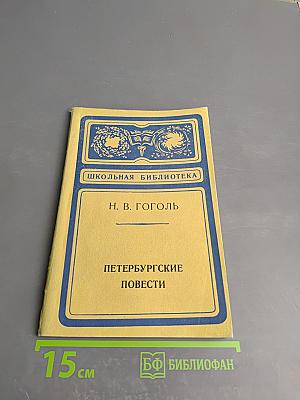 ШКОЛЬНАЯ БИБЛИОТЕКА
Н. В. ГОГОЛЬ
ПЕТЕРБУРГСКИЕ
ПОВЕСТИ
15 см
БФ БИБЛИОФАН